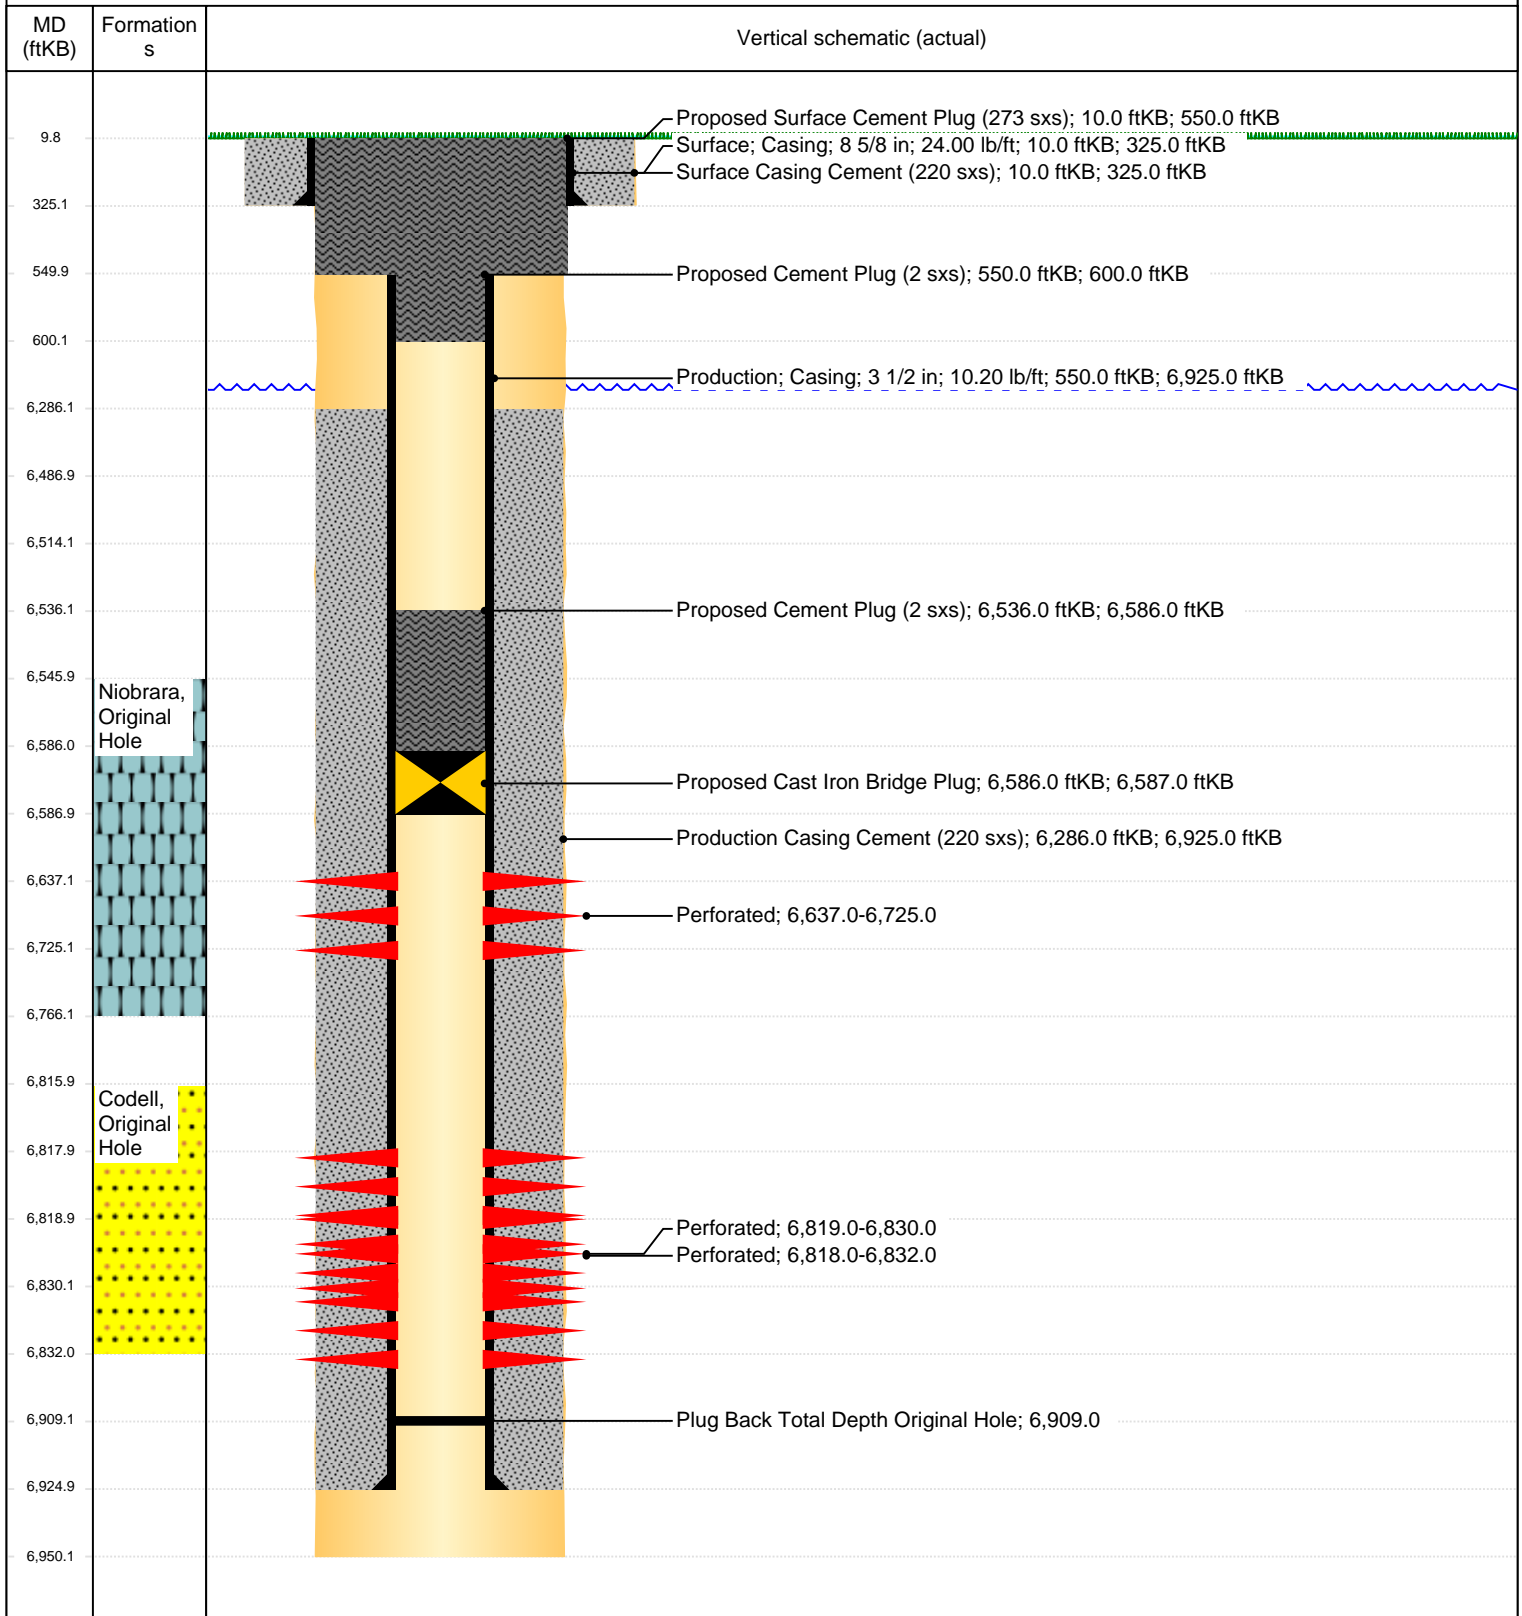 MD
(ftKB)
Formation
s
Vertical schematic (actual)
9.8
325.1
549.9
600.1
6,286.1
6,486.9
6,514.1
6,536.1
6,545.9
6,586.0
6,586.9
6,637.1
6,725.1
6,766.1
6,815.9
6,817.9
6,818.9
6,830.1
6,832.0
6,909.1
6,924.9
6,950.1
Niobrara,
Original
Hole
Codell,
Original
Hole
Proposed Surface Cement Plug (273 sxs); 10.0 ftKB; 550.0 ftKB
Surface; Casing; 8 5/8 in; 24.00 lb/ft; 10.0 ftKB; 325.0 ftKB
Surface Casing Cement (220 sxs); 10.0 ftKB; 325.0 ftKB
Proposed Cement Plug (2 sxs); 550.0 ftKB; 600.0 ftKB
Production; Casing; 3 1/2 in; 10.20 lb/ft; 550.0 ftKB; 6,925.0 ftKB
Proposed Cement Plug (2 sxs); 6,536.0 ftKB; 6,586.0 ftKB
Proposed Cast Iron Bridge Plug; 6,586.0 ftKB; 6,587.0 ftKB
Production Casing Cement (220 sxs); 6,286.0 ftKB; 6,925.0 ftKB
Perforated; 6,637.0-6,725.0
Perforated; 6,819.0-6,830.0
Perforated; 6,818.0-6,832.0
Plug Back Total Depth Original Hole; 6,909.0